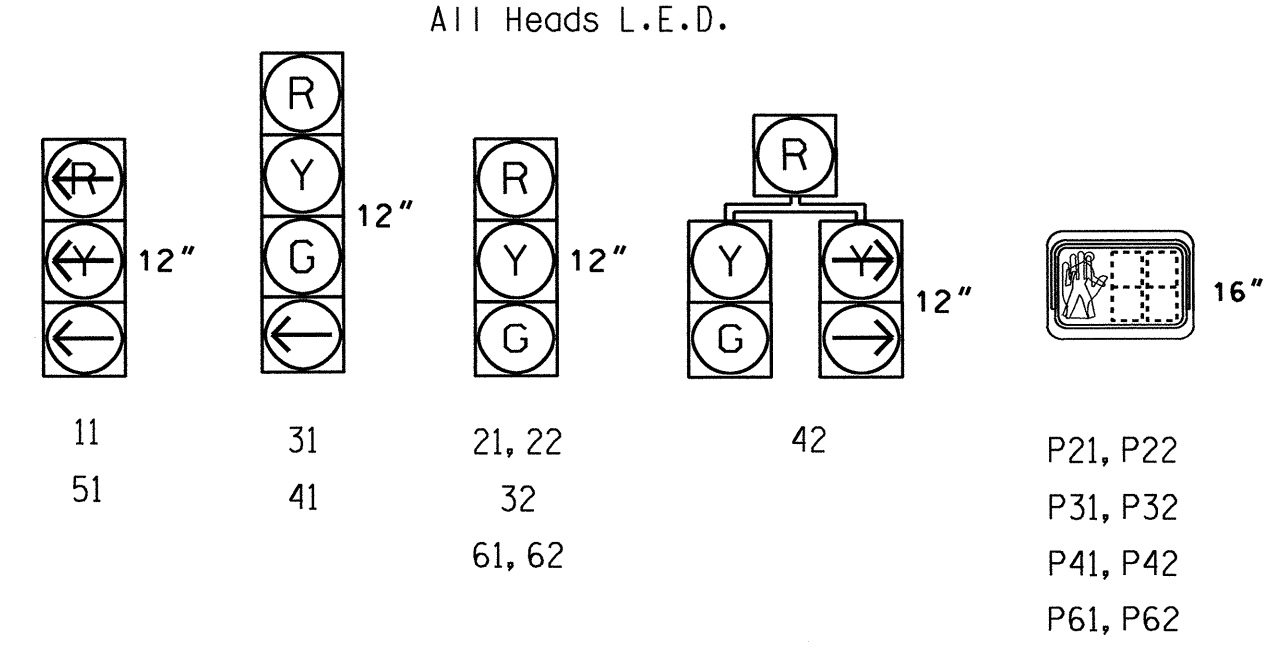 All Heads L.E.D.
R
Y
12"
R
Y
G
12"
R
Y
G
12"
R
Y
Y
G
12"
16"
11
51
31
41
21, 22
32
61, 62
42
P21, P22
P31, P32
P41, P42
P61, P62